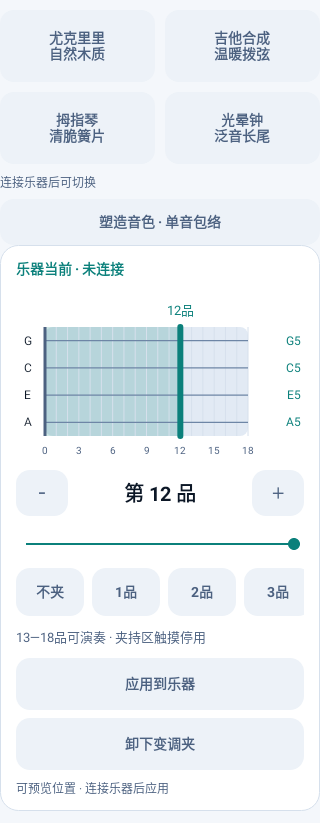 尤克里里
自然木质
吉他合成
温暖拨弦
拇指琴
清脆簧片
光晕钟
泛音长尾
连接乐器后可切换
塑造音色 · 单音包络
乐器当前 · 未连接
12品
G G5
C C5
E E5
A A5
0 3 6 9 12 15 18
- 第 12 品 +
不夹 1品 2品 3品
13–18品可演奏 · 夹持区触摸停用
应用到乐器
卸下变调夹
可预览位置 · 连接乐器后应用